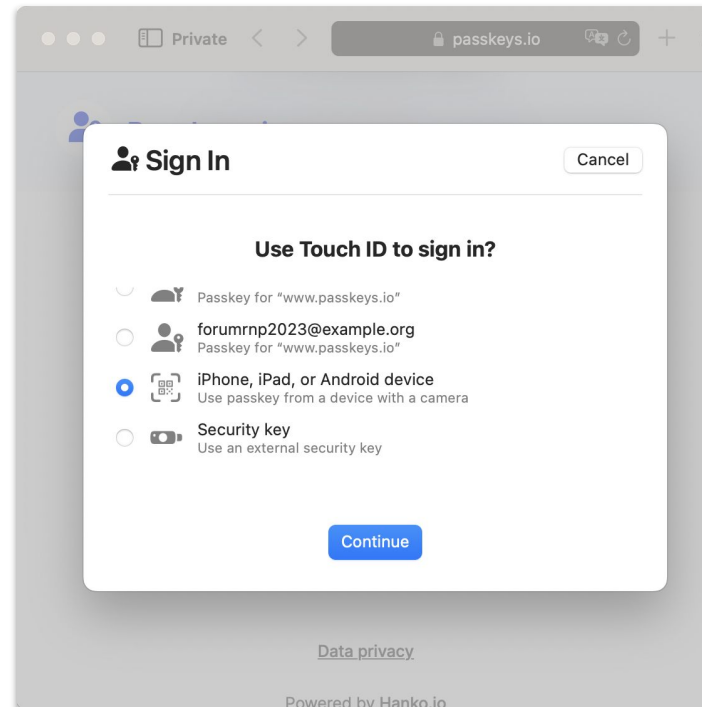 Private
passkeys.io
Sign In
Cancel
Use Touch ID to sign in?
Passkey for “www.passkeys.io”
forumrnp2023@example.org
Passkey for “www.passkeys.io”
iPhone, iPad, or Android device
Use passkey from a device with a camera
Security key
Use an external security key
Continue
Data privacy
Powered by Hanko.io